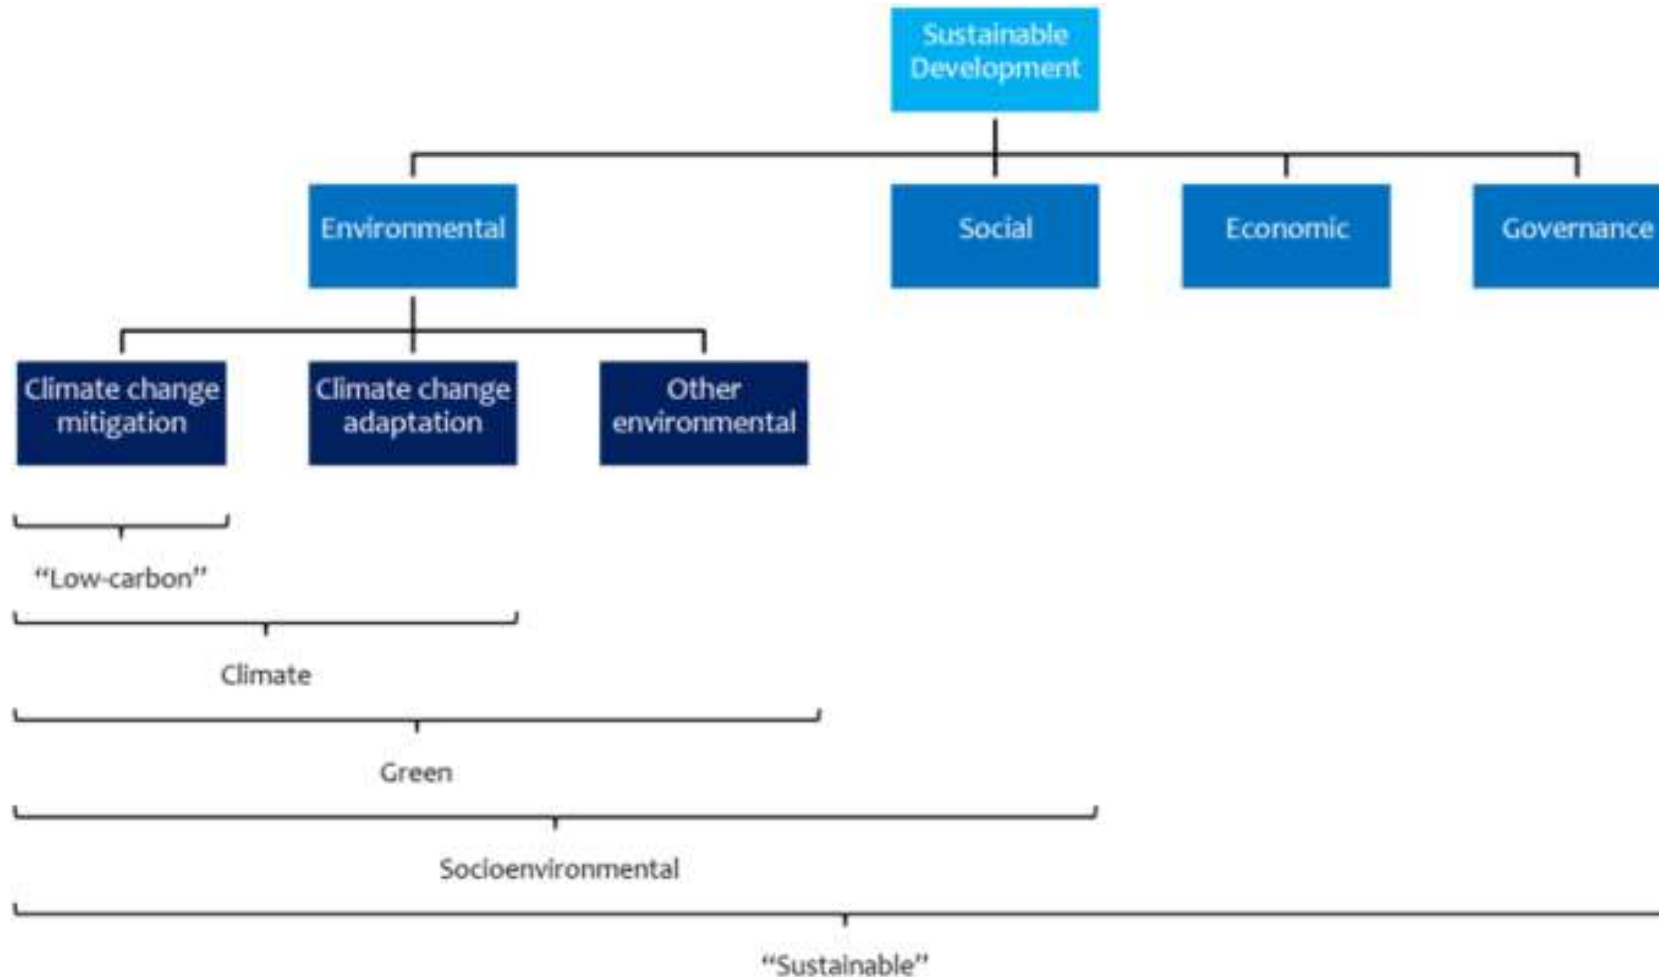 Sustainable
Development
Environmental
Social
Economic
Governance
Climate change
mitigation
Climate change
adaptation
Other
environmental
“Low-carbon”
Climate
Green
Socioenvironmental
“Sustainable”